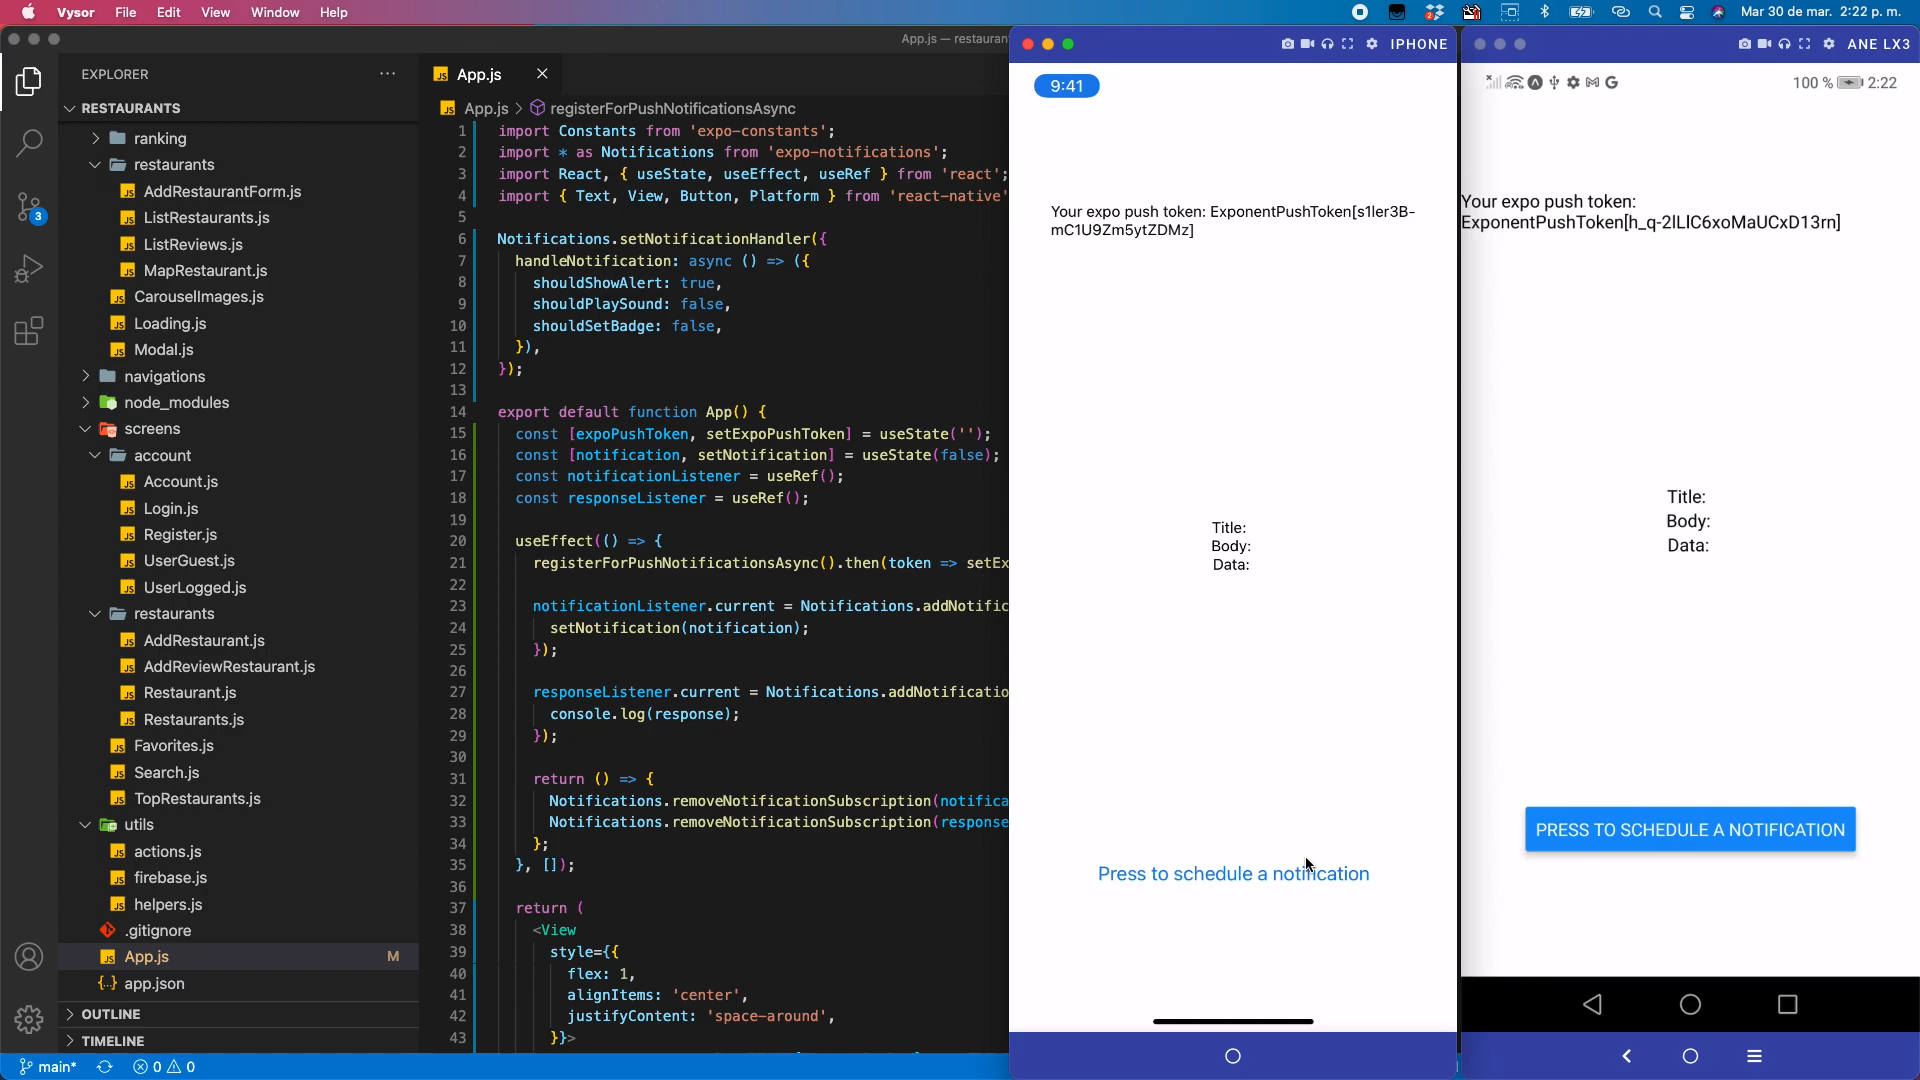 Vysor File Edit View Window Help
Mar 30 de mar. 2:22 p. m.
App.js — restauran
EXPLORER
RESTAURANTS
ranking
restaurants
AddRestaurantForm.js
ListRestaurants.js
ListReviews.js
MapRestaurant.js
CarouselImages.js
Loading.js
Modal.js
navigations
node_modules
screens
account
Account.js
Login.js
Register.js
UserGuest.js
UserLogged.js
restaurants
AddRestaurant.js
AddReviewRestaurant.js
Restaurant.js
Restaurants.js
Favorites.js
Search.js
TopRestaurants.js
utils
actions.js
firebase.js
helpers.js
.gitignore
App.js M
app.json
OUTLINE
TIMELINE
3
main* 0 0
App.js
App.js > registerForPushNotificationsAsync
1 import Constants from 'expo-constants';
2 import * as Notifications from 'expo-notifications';
3 import React, { useState, useEffect, useRef } from 'react';
4 import { Text, View, Button, Platform } from 'react-native'
5
6 Notifications.setNotificationHandler({
7 handleNotification: async () => ({
8 shouldShowAlert: true,
9 shouldPlaySound: false,
10 shouldSetBadge: false,
11 }),
12 });
13
14 export default function App() {
15 const [expoPushToken, setExpoPushToken] = useState('');
16 const [notification, setNotification] = useState(false);
17 const notificationListener = useRef();
18 const responseListener = useRef();
19
20 useEffect(() => {
21 registerForPushNotificationsAsync().then(token => setEx
22
23 notificationListener.current = Notifications.addNotific
24 setNotification(notification);
25 });
26
27 responseListener.current = Notifications.addNotificatio
28 console.log(response);
29 });
30
31 return () => {
32 Notifications.removeNotificationSubscription(notifica
33 Notifications.removeNotificationSubscription(response
34 };
35 }, []);
36
37 return (
38 <View
39 style={{
40 flex: 1,
41 alignItems: 'center',
42 justifyContent: 'space-around',
43 }}>
IPHONE
9:41
Your expo push token: ExponentPushToken[s1ler3B-
mC1U9Zm5ytZDMz]
Title:
Body:
Data:
Press to schedule a notification
ANE LX3
100 % 2:22
Your expo push token:
ExponentPushToken[h_q-2lLlC6xoMaUCxD13rn]
Title:
Body:
Data:
PRESS TO SCHEDULE A NOTIFICATION